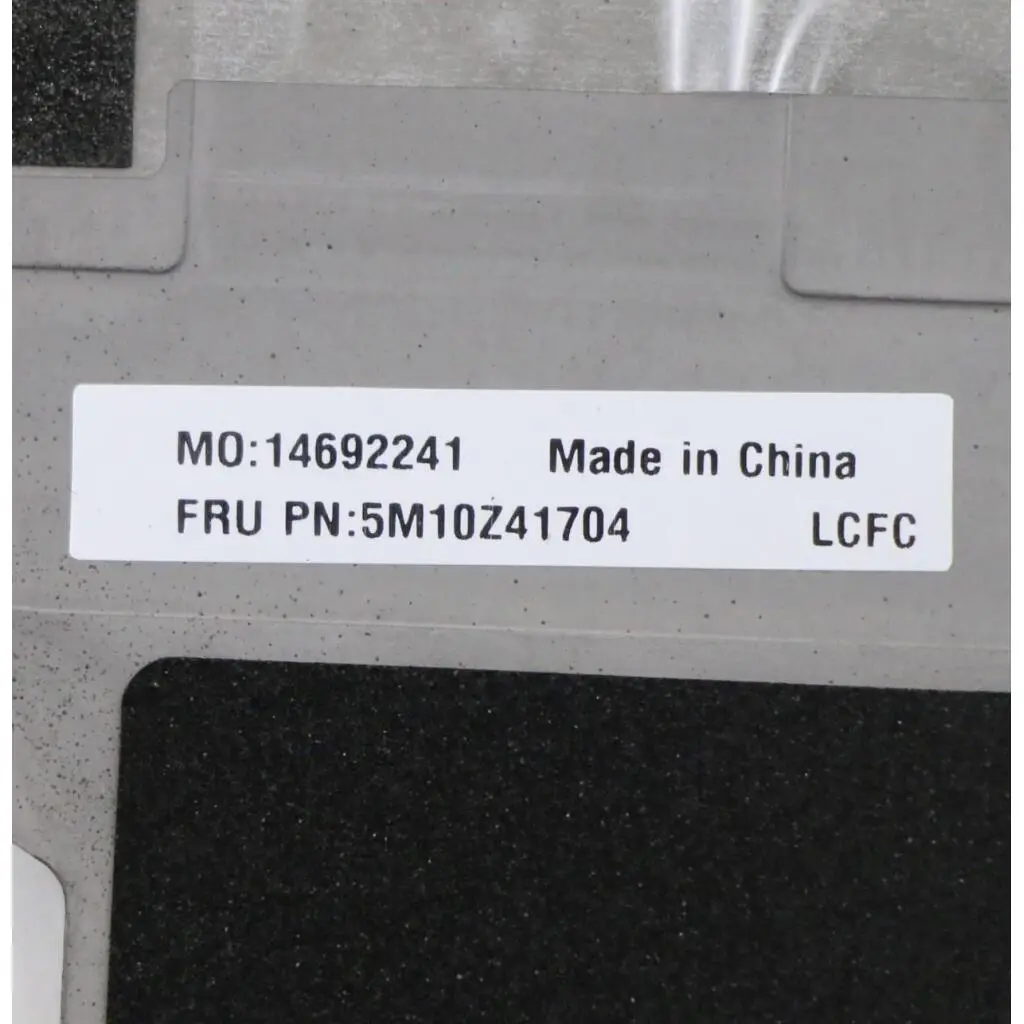 MO:14692241 Made in China
FRU PN:5M10Z41704 LCFC